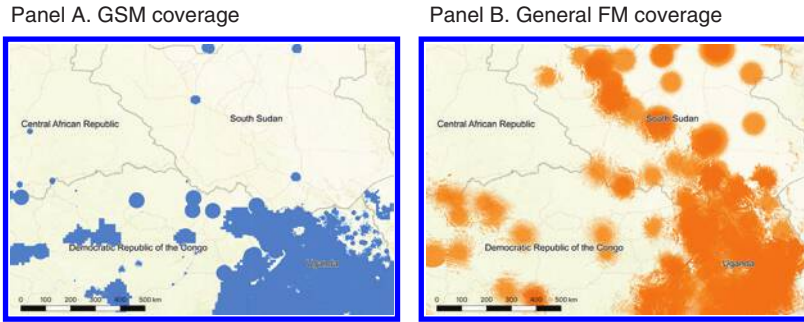 Panel A. GSM coverage
Central African Republic
South Sudan
Democratic Republic of the Congo
Uganda
0 100 200 300 400 500 km
Panel B. General FM coverage
Central African Republic
South Sudan
Democratic Republic of the Congo
Uganda
0 100 200 300 400 500 km